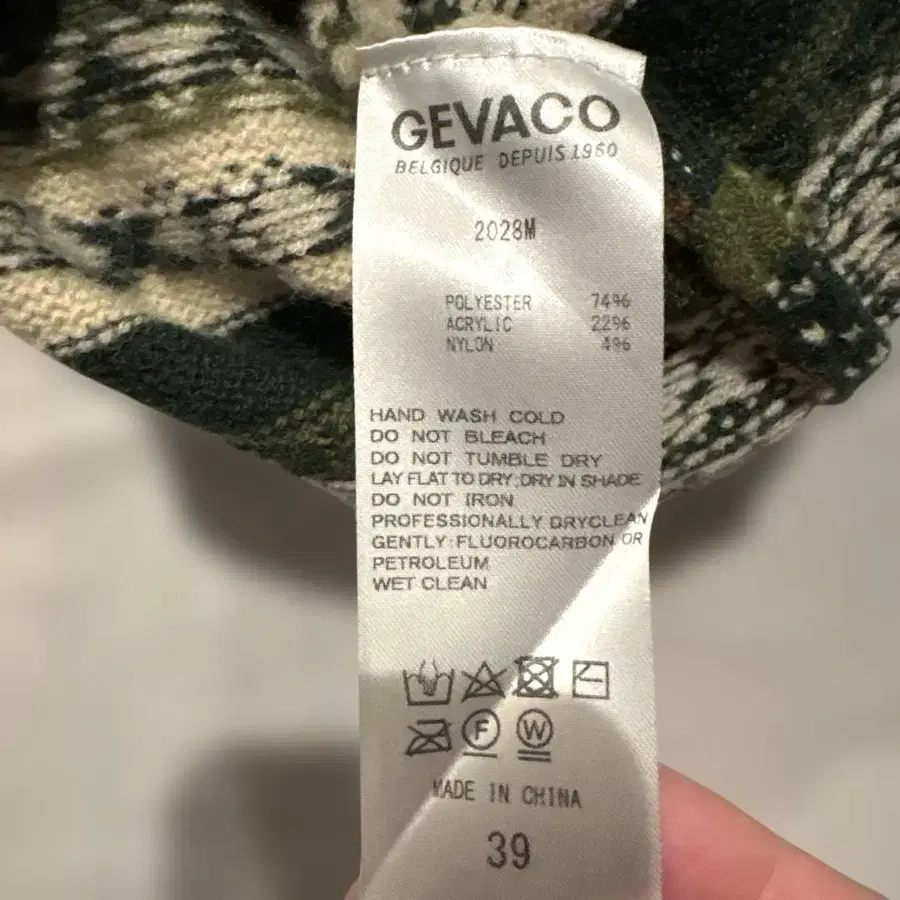 GEVACO
BELGIQUE DEPUIS 1960
2028M
POLYESTER 74%
ACRYLIC 22%
NYLON 4%
HAND WASH COLD
DO NOT BLEACH
DO NOT TUMBLE DRY
LAY FLAT TO DRY;DRY IN SHADE
DO NOT IRON
PROFESSIONALLY DRYCLEAN
GENTLY:FLUOROCARBON OR
PETROLEUM
WET CLEAN
F W
MADE IN CHINA
39